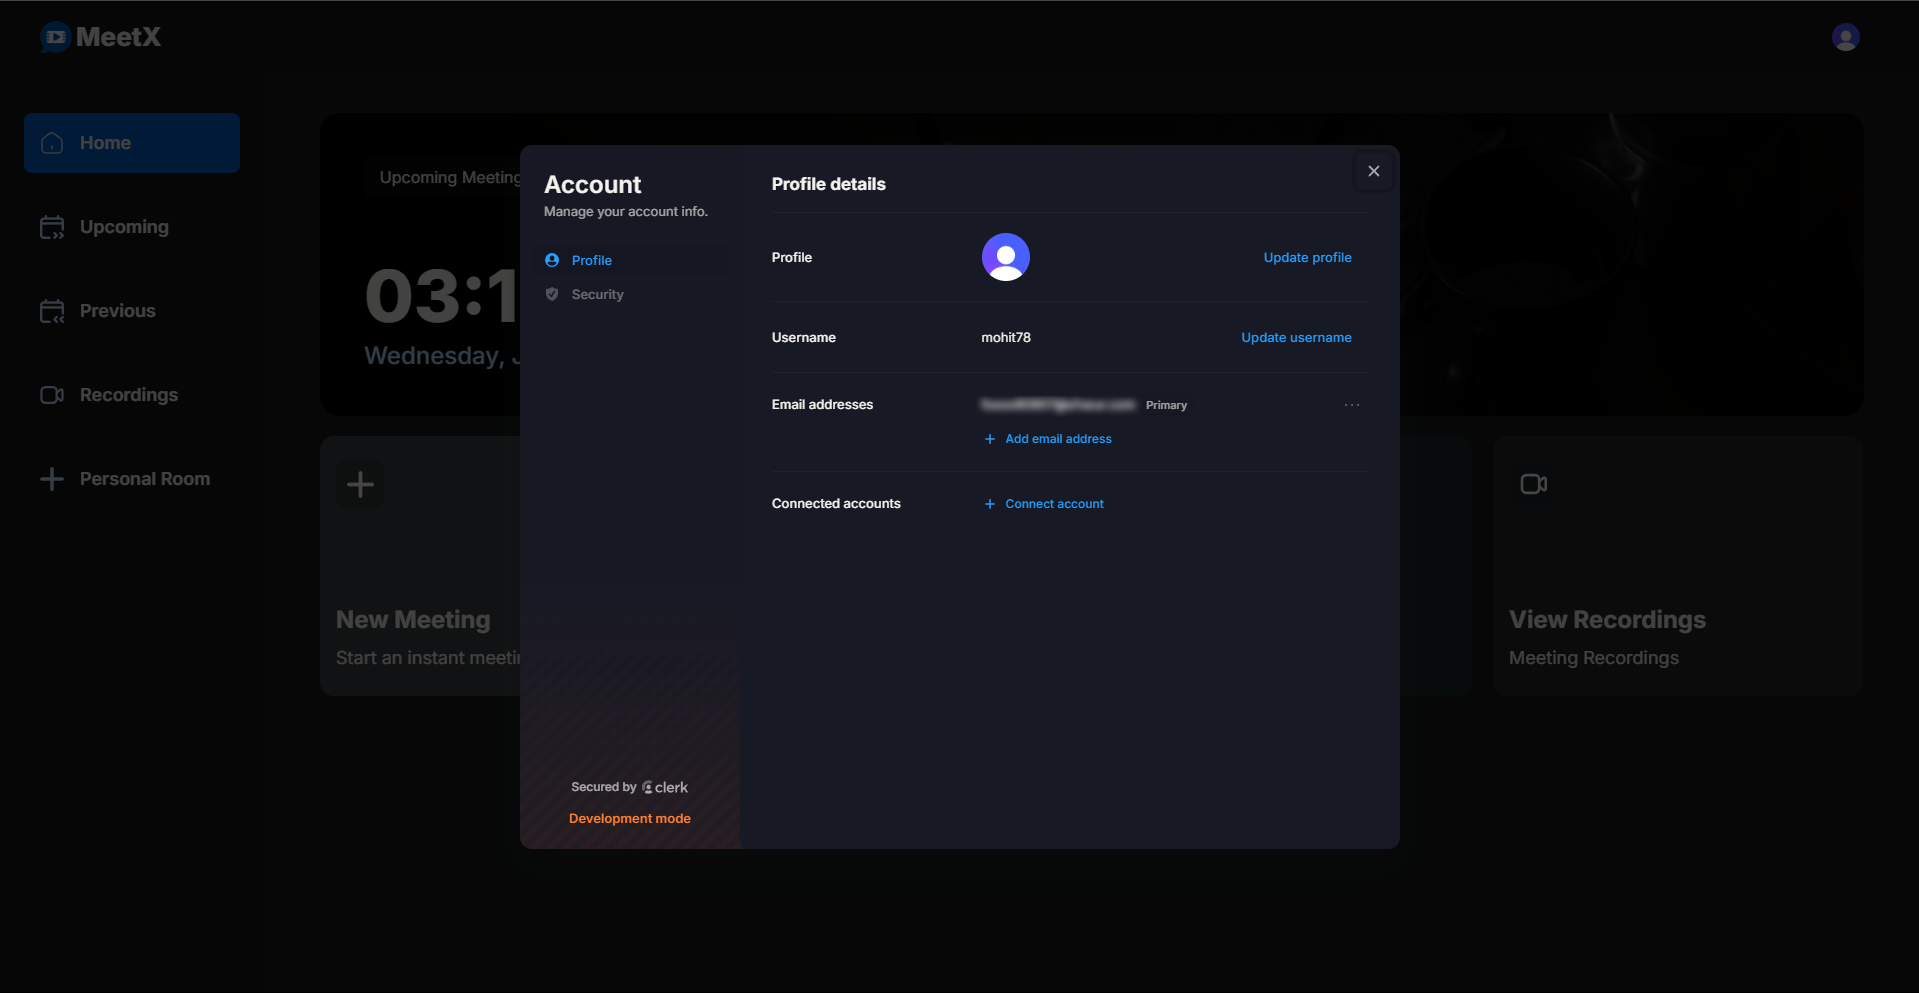 MeetX
Home
Upcoming
Previous
Recordings
Personal Room
Upcoming Meeting
03:1
Wednesday,
New Meeting
Start an instant
View Recordings
Meeting Recordings
Account
Manage your account info.
Profile
Security
Secured by clerk
Development mode
Profile details
Profile
Update profile
Username
mohit78
Update username
Email addresses
Primary
Add email address
Connected accounts
Connect account